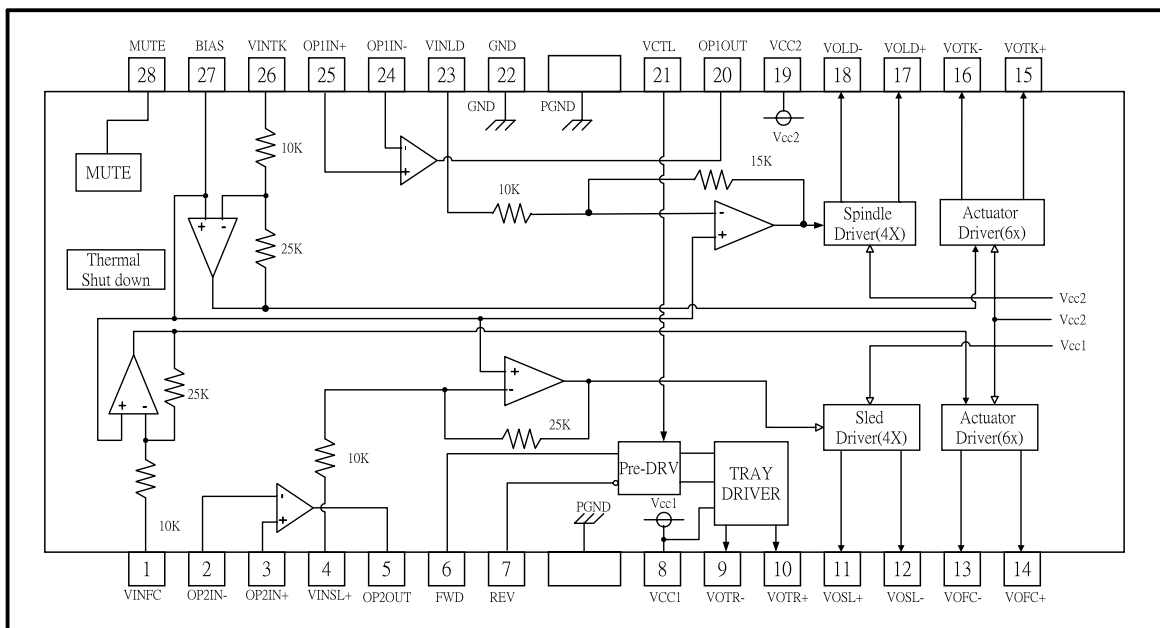 MUTE BIAS VINTK OP1IN+ OP1IN- VINLD GND VCTL OP1OUT VCC2 VOLD- VOLD+ VOTK- VOTK+
28 27 26 25 24 23 22 21 20 19 18 17 16 15
GND PGND
Vcc2
10K
MUTE
- +
15K
10K
+ -
- +
Spindle
Driver(4X)
Actuator
Driver(6x)
25K
Thermal
Shut down
Vcc2
Vcc2
Vcc1
+ -
25K
+ -
25K
Sled
Driver(4X)
Actuator
Driver(6x)
10K
Pre-DRV
TRAY
DRIVER
10K
- +
PGND
Vcc1
1 2 3 4 5 6 7 8 9 10 11 12 13 14
VINFC OP2IN- OP2IN+ VINSL+ OP2OUT FWD REV VCC1 VOTR- VOTR+ VOSL+ VOSL- VOFC- VOFC+